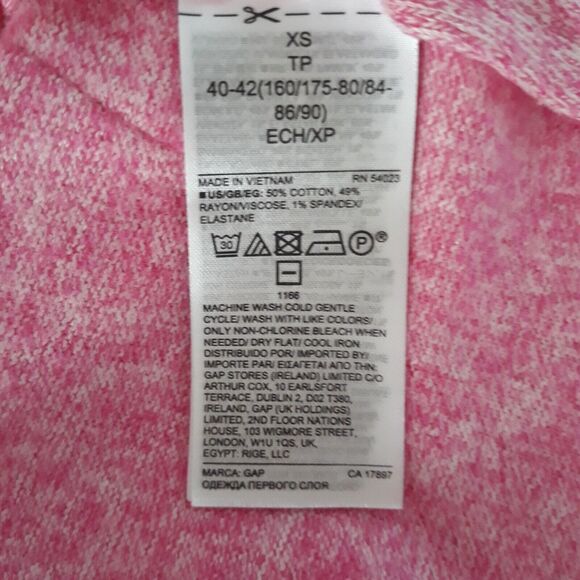 XS
TP
40-42(160/175-80/84-
86/90)
ECH/XP
MADE IN VIETNAM RN 54023
■US/GB/EG: 50% COTTON, 49%
RAYON/VISCOSE, 1% SPANDEX/
ELASTANE
30 P®
1166
MACHINE WASH COLD GENTLE
CYCLE/ WASH WITH LIKE COLORS/
ONLY NON-CHLORINE BLEACH WHEN
NEEDED/ DRY FLAT/ COOL IRON
DISTRIBUIDO POR/ IMPORTED BY/
IMPORTE PAR/ ΕΙΣΑΓΕΤΑΙ ΑΠΟ ΤΗΝ:
GAP STORES (IRELAND) LIMITED C/O
ARTHUR COX, 10 EARLSFORT
TERRACE, DUBLIN 2, D02 T380,
IRELAND, GAP (UK HOLDINGS)
LIMITED, 2ND FLOOR NATIONS
HOUSE, 103 WIGMORE STREET,
LONDON, W1U 1QS, UK,
EGYPT: RIGE, LLC
MARCA: GAP CA 17897
ОДЕЖДА ПЕРВОГО СЛОЯ